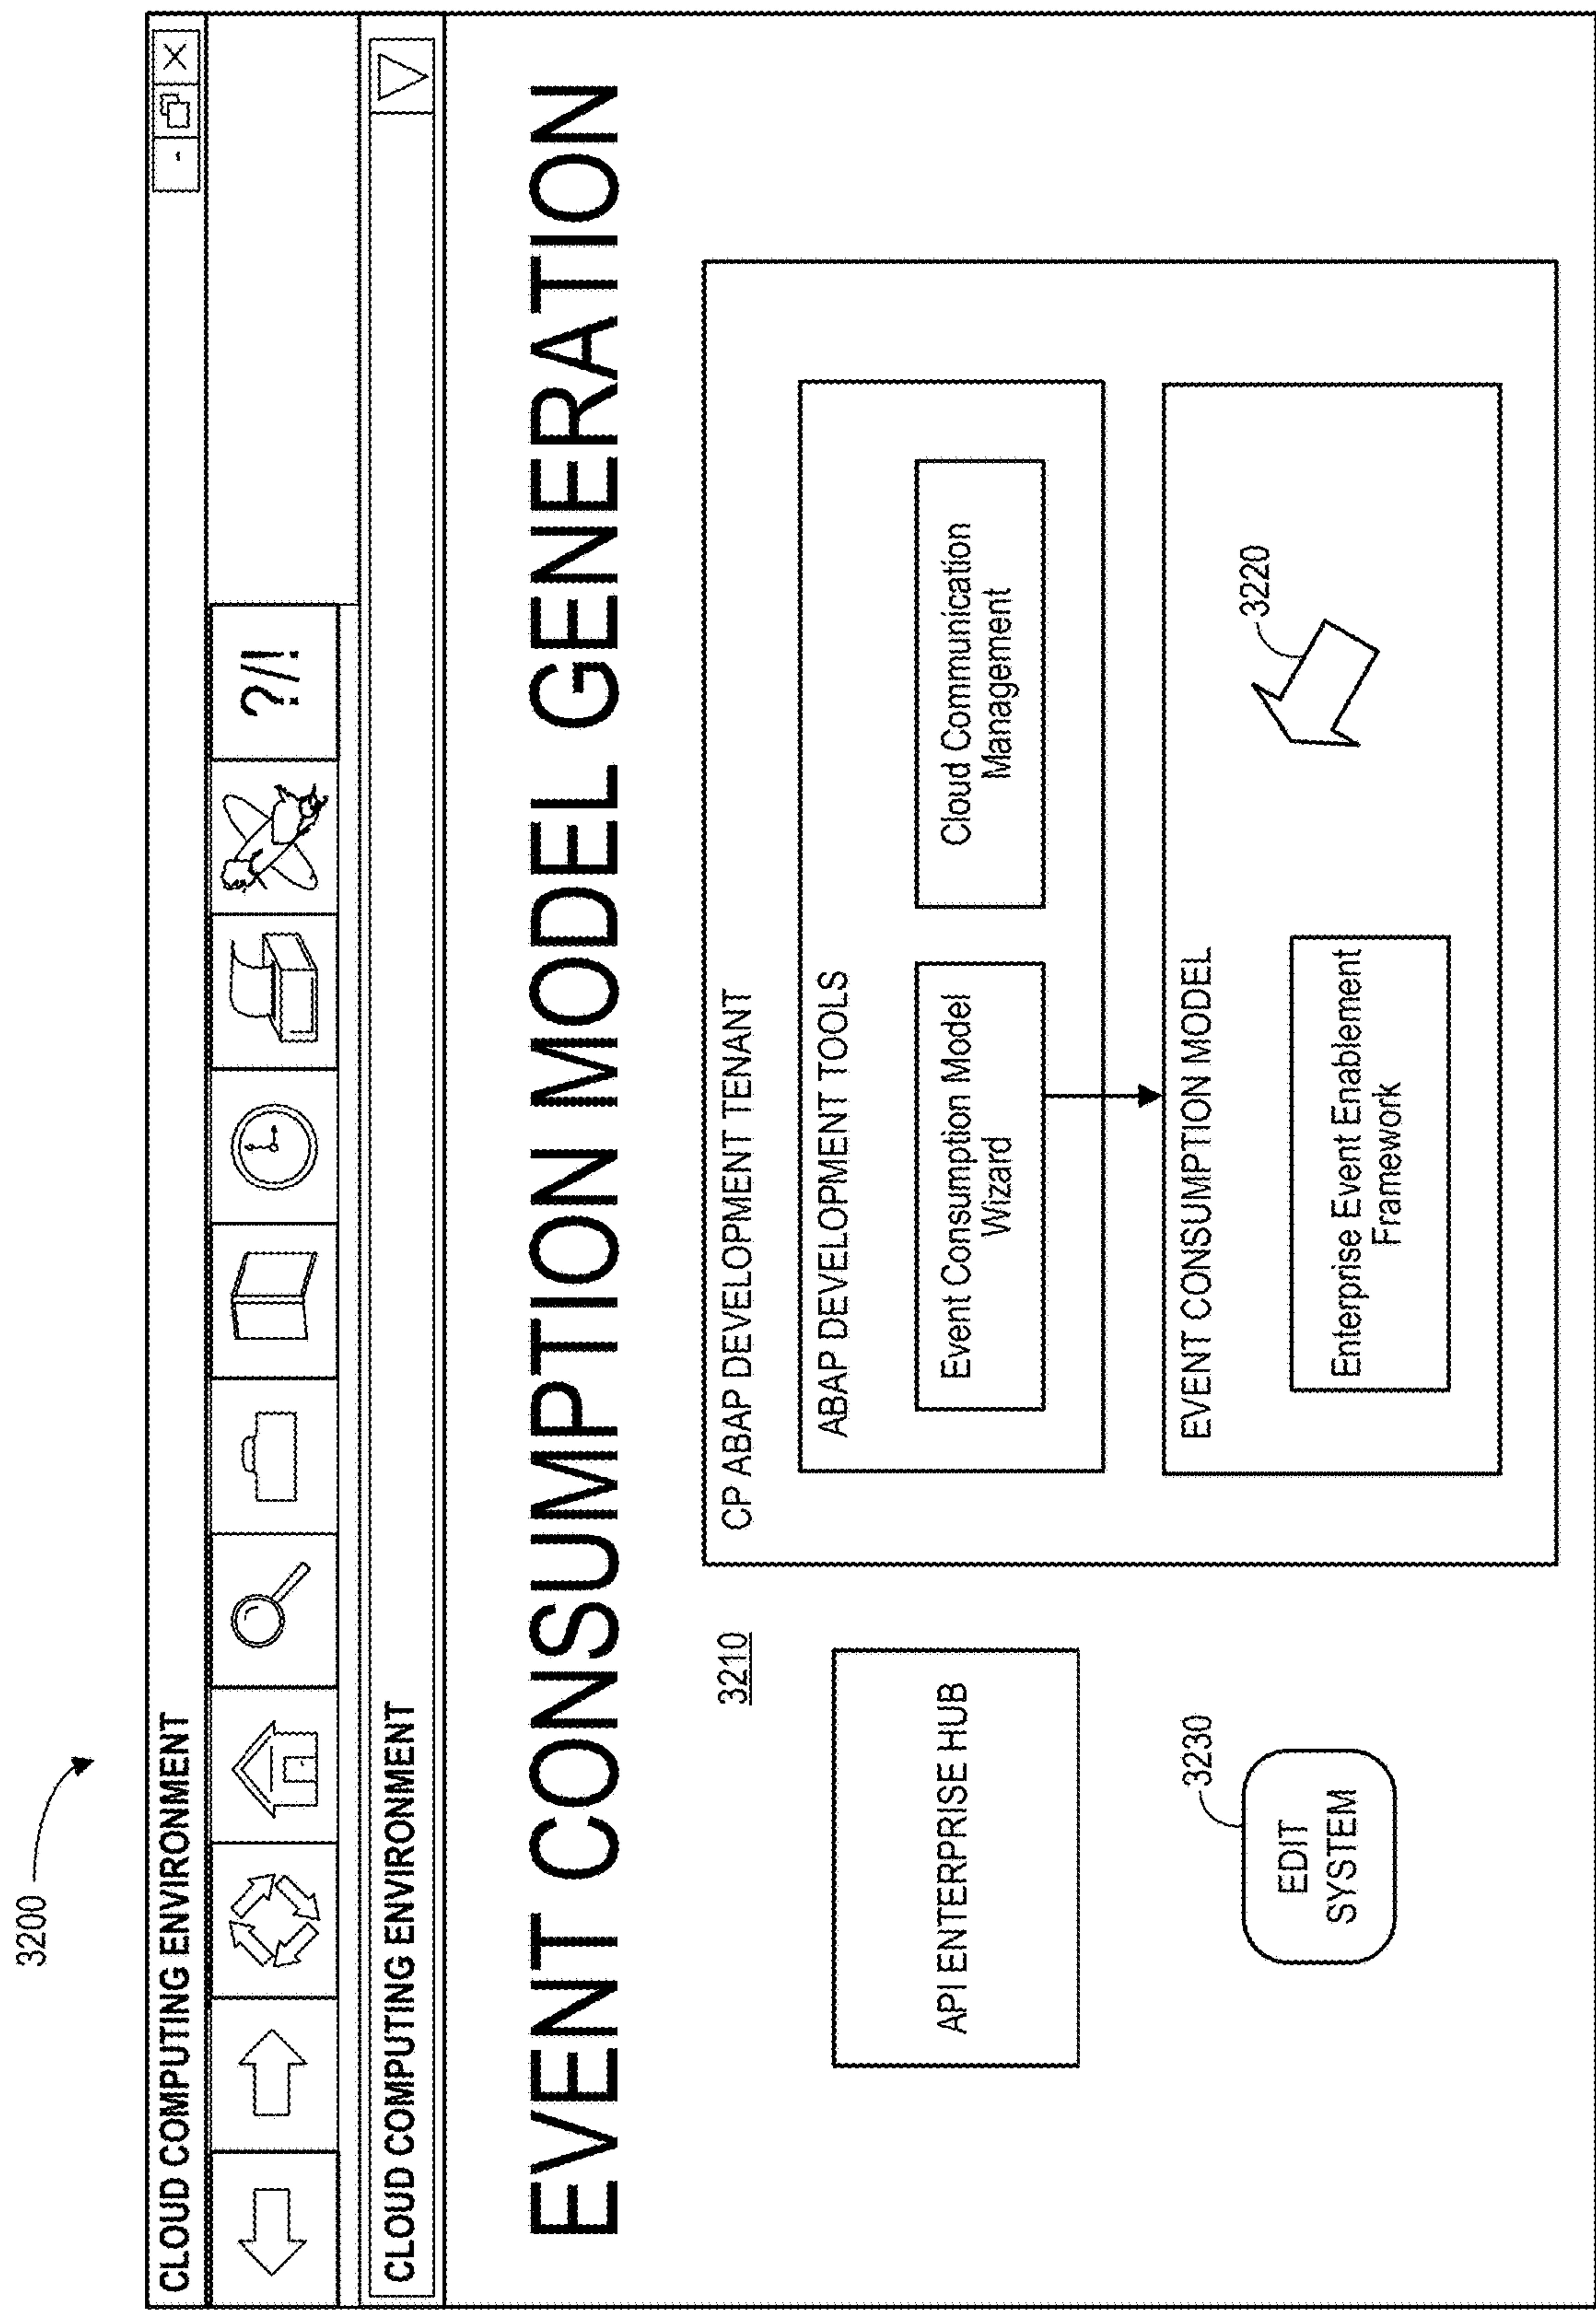 3200
CLOUD COMPUTING ENVIRONMENT
- X
?/!
CLOUD COMPUTING ENVIRONMENT
EVENT CONSUMPTION MODEL GENERATION
3210
API ENTERPRISE HUB
3230
EDIT
SYSTEM
CP ABAP DEVELOPMENT TENANT
ABAP DEVELOPMENT TOOLS
Event Consumption Model
Wizard
Cloud Communication
Management
EVENT CONSUMPTION MODEL
Enterprise Event Enablement
Framework
3220